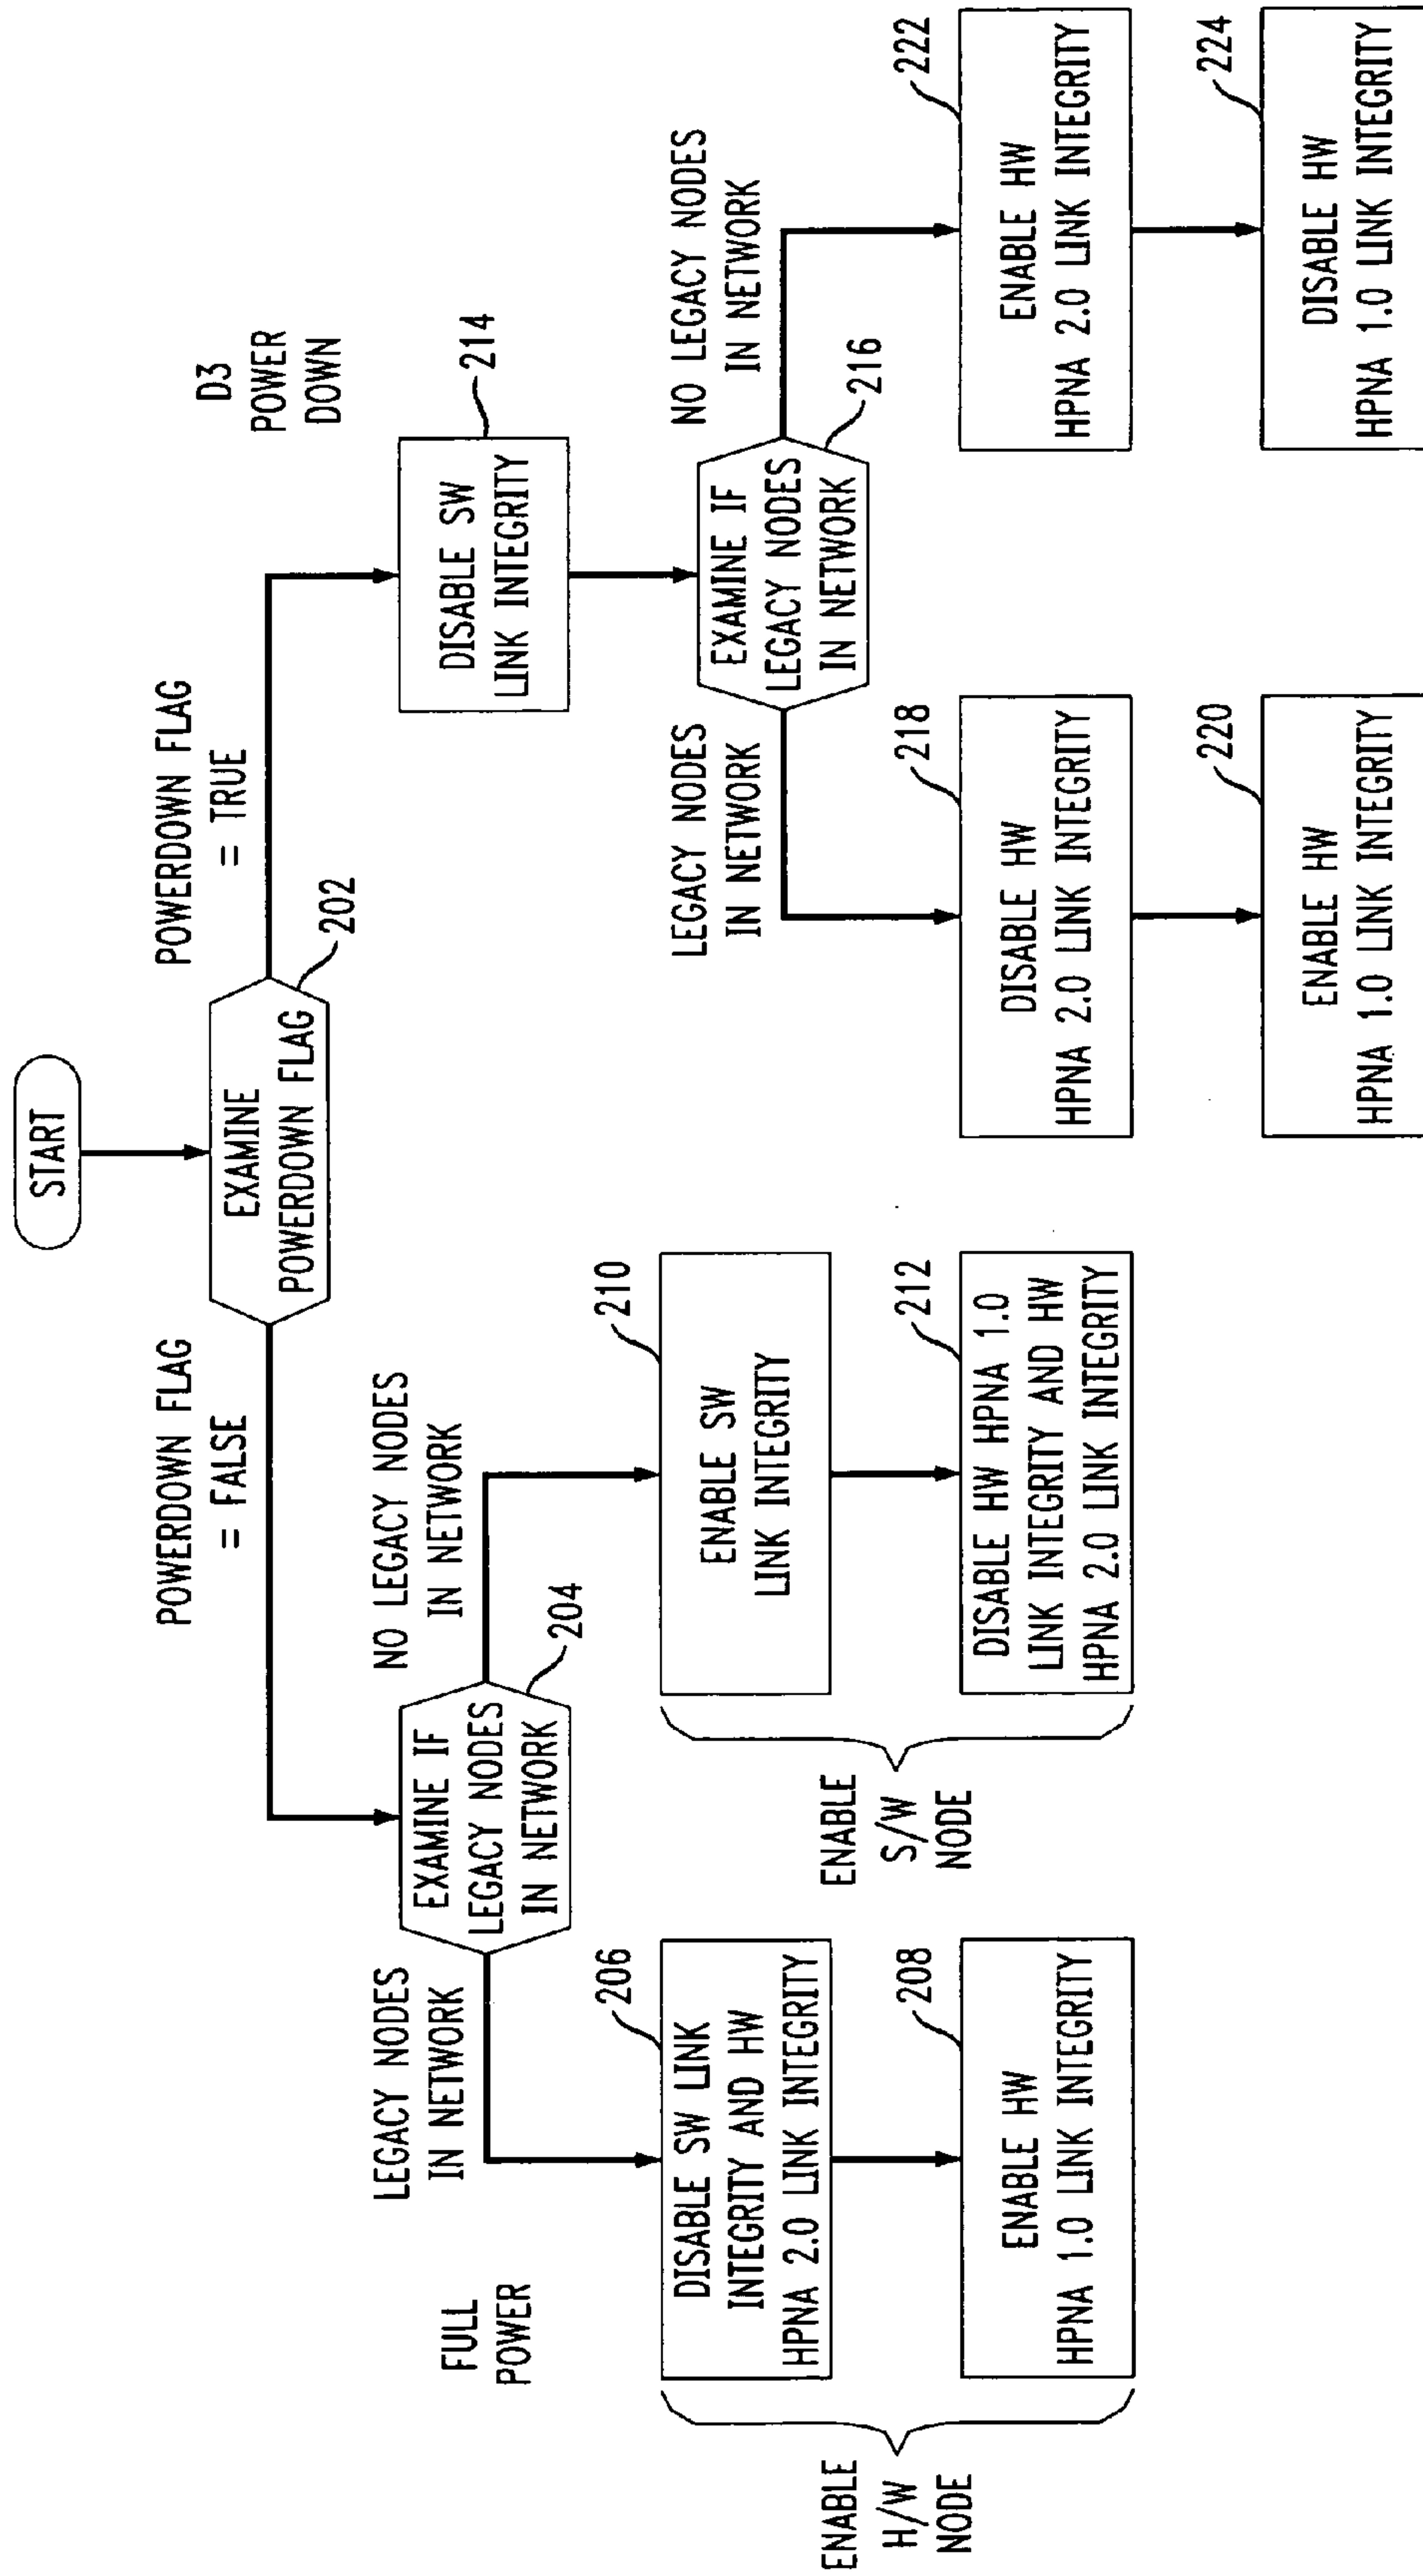 START
EXAMINE
POWERDOWN FLAG
202
POWERDOWN FLAG
= FALSE
POWERDOWN FLAG
= TRUE
FULL
POWER
LEGACY NODES
IN NETWORK
EXAMINE IF
LEGACY NODES
IN NETWORK
204
NO LEGACY NODES
IN NETWORK
D3
POWER
DOWN
DISABLE SW
LINK INTEGRITY
214
ENABLE
H/W
NODE
DISABLE SW LINK
INTEGRITY AND HW
HPNA 2.0 LINK INTEGRITY
206
ENABLE HW
HPNA 1.0 LINK INTEGRITY
208
ENABLE
S/W
NODE
ENABLE SW
LINK INTEGRITY
210
DISABLE HW HPNA 1.0
LINK INTEGRITY AND HW
HPNA 2.0 LINK INTEGRITY
212
LEGACY NODES
IN NETWORK
EXAMINE IF
LEGACY NODES
IN NETWORK
216
NO LEGACY NODES
IN NETWORK
DISABLE HW
HPNA 2.0 LINK INTEGRITY
218
ENABLE HW
HPNA 1.0 LINK INTEGRITY
220
ENABLE HW
HPNA 2.0 LINK INTEGRITY
222
DISABLE HW
HPNA 1.0 LINK INTEGRITY
224